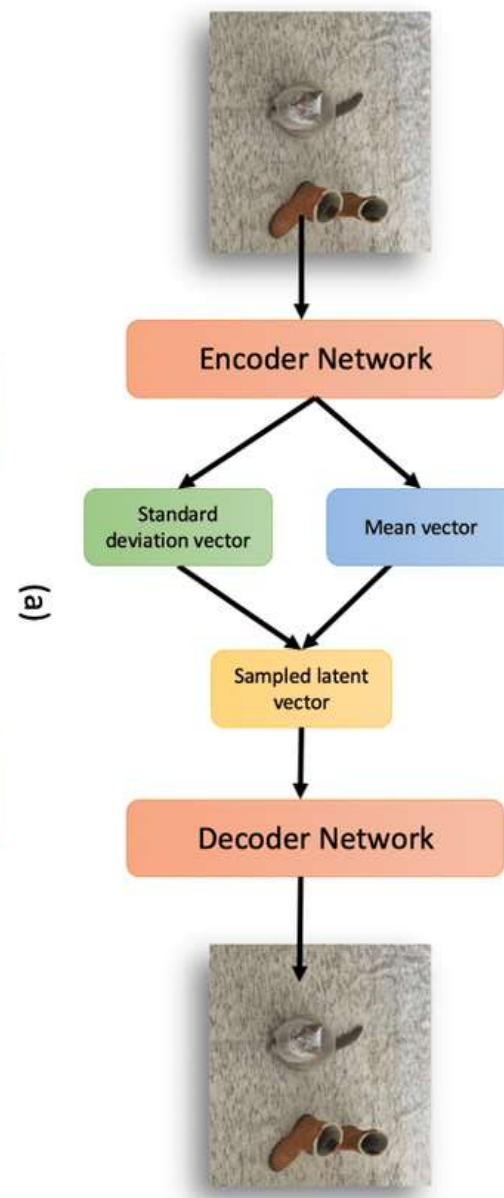 Encoder Network
Standard
deviation vector
Mean vector
(a)
Sampled latent
vector
Decoder Network